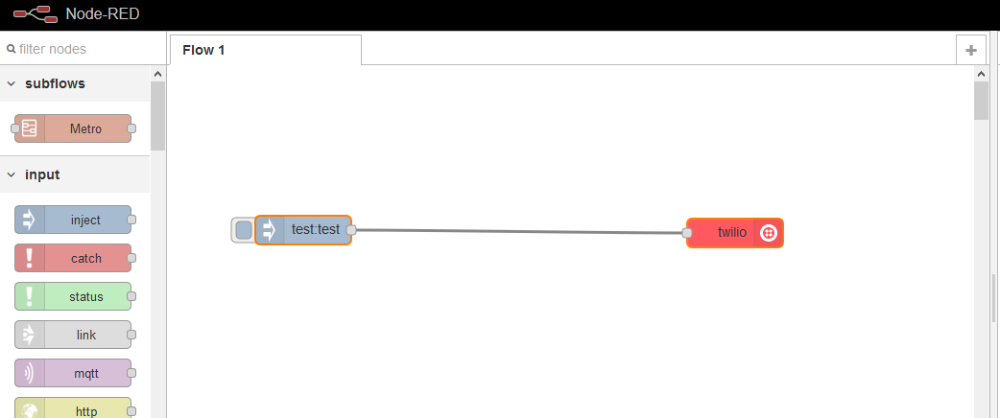 Node-RED
filter nodes
Flow 1
subflows
Metro
input
inject
catch
status
link
mqtt
http
test:test
twilio